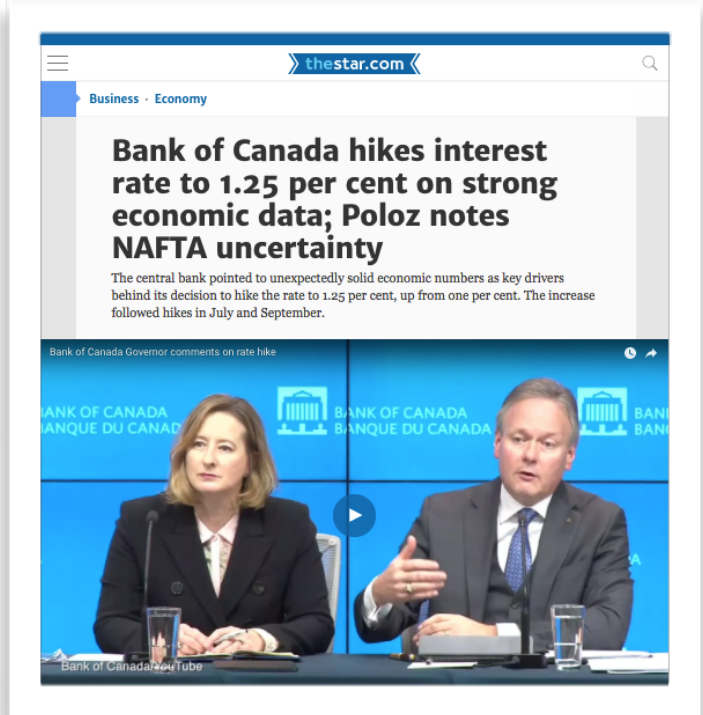 thestar.com
Business · Economy
Bank of Canada hikes interest
rate to 1.25 per cent on strong
economic data; Poloz notes
NAFTA uncertainty
The central bank pointed to unexpectedly solid economic numbers as key drivers
behind its decision to hike the rate to 1.25 per cent, up from one per cent. The increase
followed hikes in July and September.
Bank of Canada Governor comments on rate hike
BANK OF CANADA
BANQUE DU CANAD
BANK OF CANADA
BANQUE DU CANADA
BAN
BAN
A
Bank of Canada/YouTube